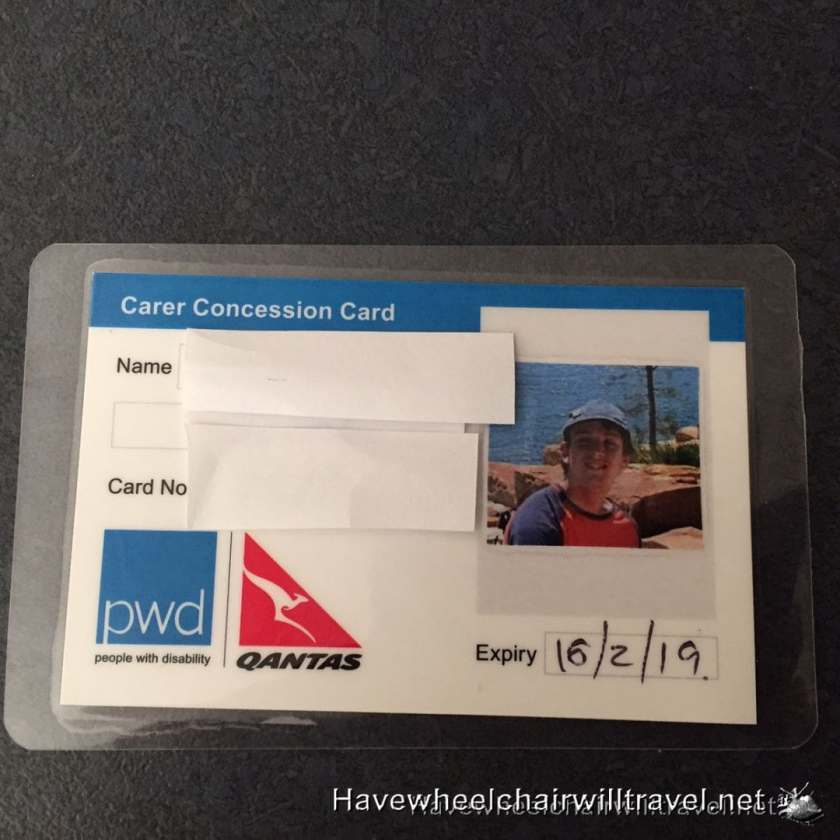 Carer Concession Card
Name
Card No
pwd
people with disability
QANTAS
Expiry 16/2/19.
Havewheelchairwilltravel.net